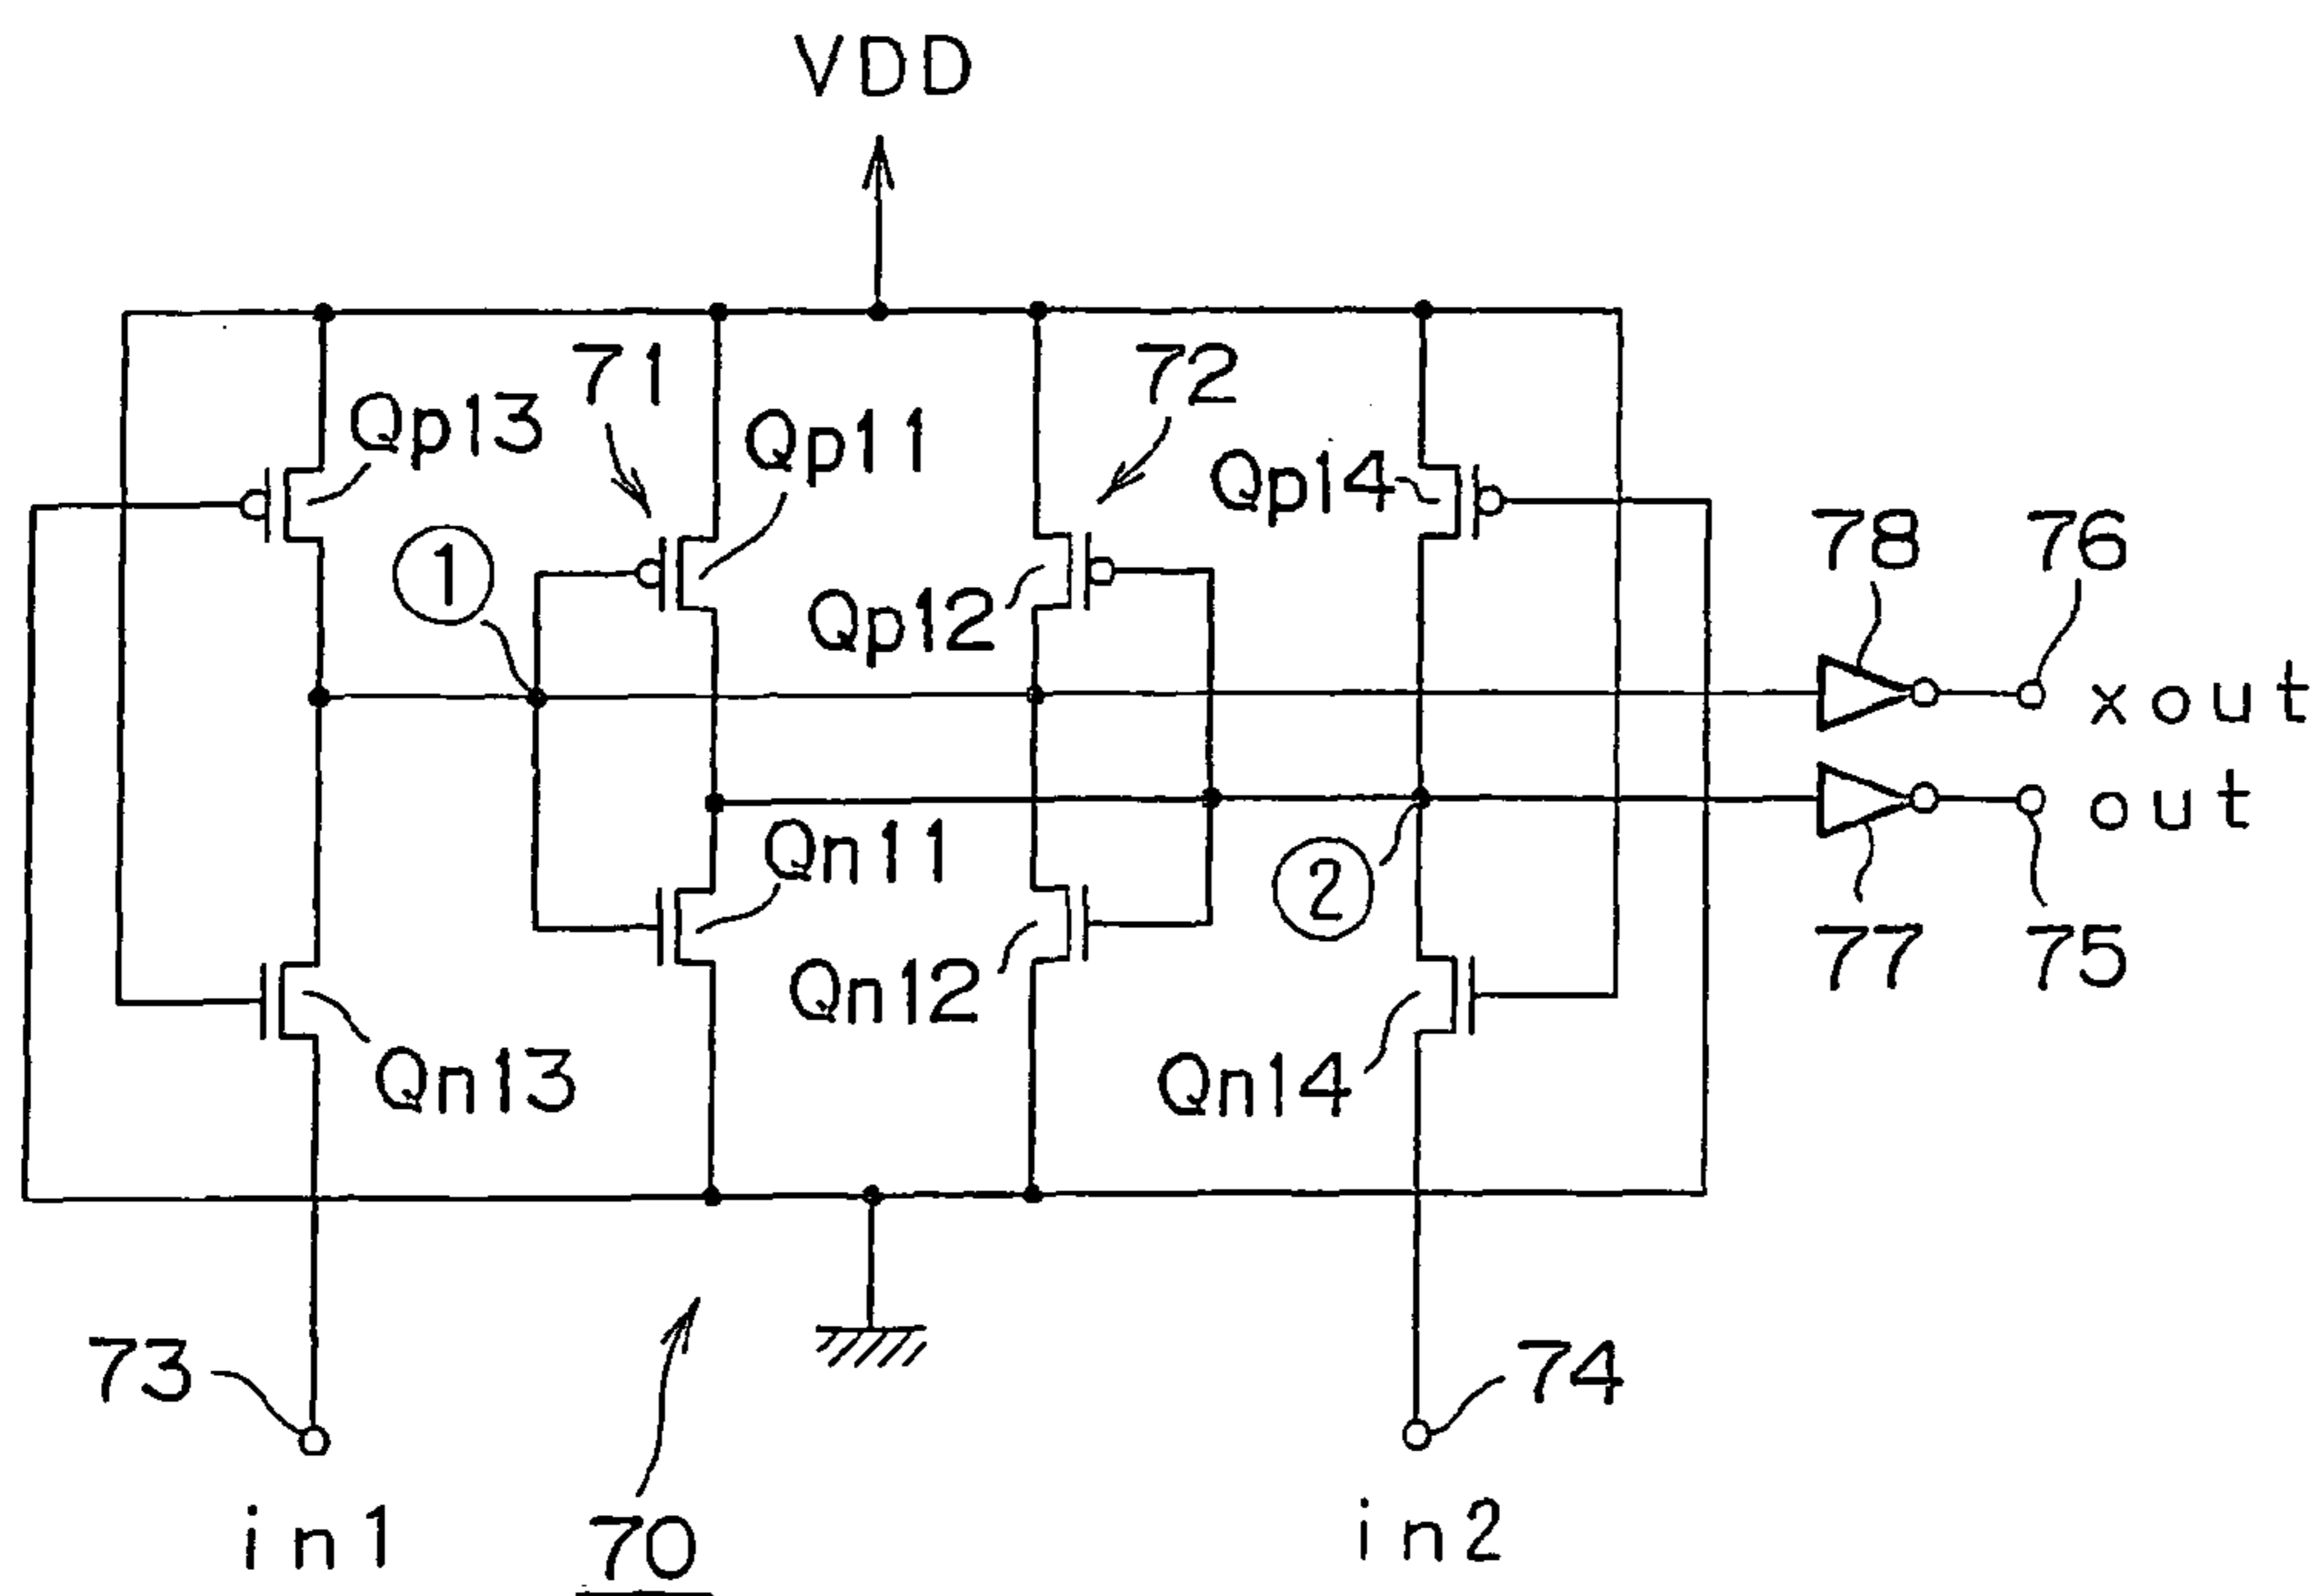 VDD
71
72
Qp13
Qp11
Qp14
①
Qp12
78
76
xout
out
Qn11
②
Qn12
77
75
Qn13
Qn14
73
74
in1
in2
70